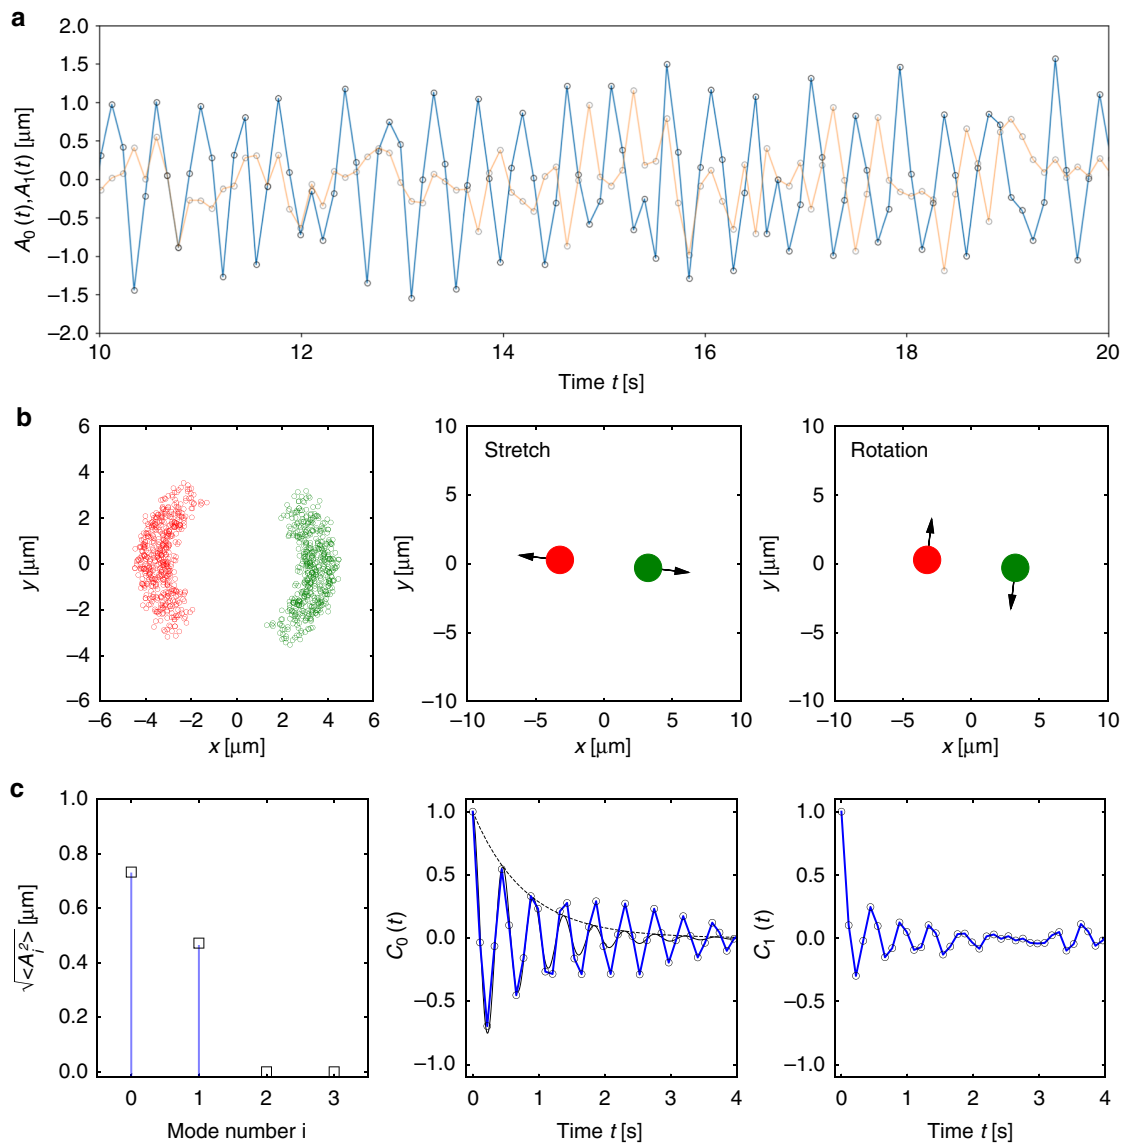 a
A₀ (t),A₁(t) [μm]
2.0
1.5
1.0
0.5
0.0
−0.5
−1.0
−1.5
−2.0
10 12 14 16 18 20
Time t [s]
b
y [μm]
6
4
2
0
−2
−4
−6
−6 −4 −2 0 2 4 6
x [μm]
Stretch
y [μm]
10
5
0
−5
−10
−10 −5 0 5 10
x [μm]
Rotation
y [μm]
10
5
0
−5
−10
−10 −5 0 5 10
x [μm]
c
√<Aᵢ²> [μm]
1.0
0.8
0.6
0.4
0.2
0.0
0 1 2 3
Mode number i
C₀ (t)
1.0
0.5
0.0
−0.5
−1.0
0 1 2 3 4
Time t [s]
C₁ (t)
1.0
0.5
0.0
−0.5
−1.0
0 1 2 3 4
Time t [s]